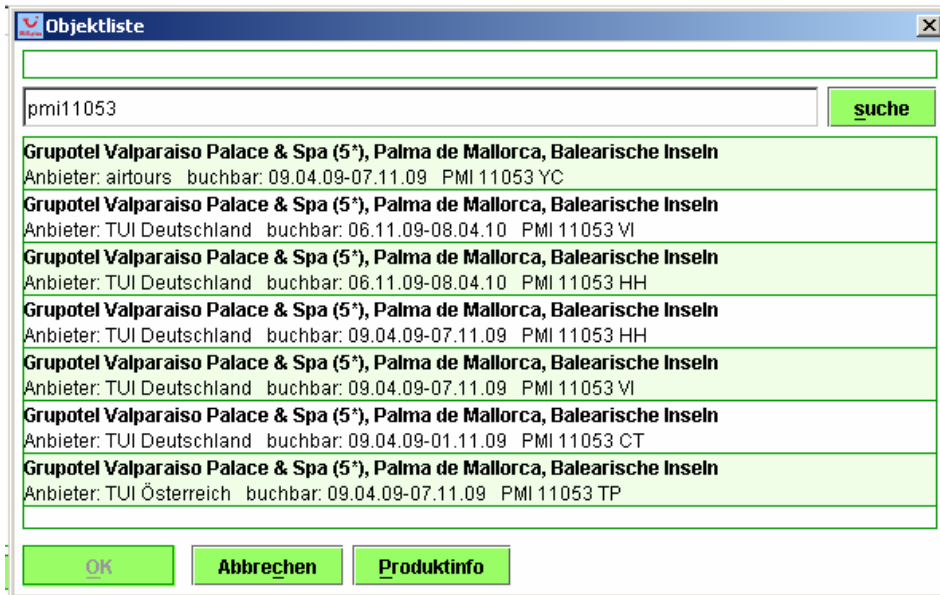 Objektliste
pmi11053
suche
Grupotel Valparaiso Palace & Spa (5*), Palma de Mallorca, Balearische Inseln
Anbieter: airtours buchbar: 09.04.09-07.11.09 PMI 11053 YC
Grupotel Valparaiso Palace & Spa (5*), Palma de Mallorca, Balearische Inseln
Anbieter: TUI Deutschland buchbar: 06.11.09-08.04.10 PMI 11053 VI
Grupotel Valparaiso Palace & Spa (5*), Palma de Mallorca, Balearische Inseln
Anbieter: TUI Deutschland buchbar: 06.11.09-08.04.10 PMI 11053 HH
Grupotel Valparaiso Palace & Spa (5*), Palma de Mallorca, Balearische Inseln
Anbieter: TUI Deutschland buchbar: 09.04.09-07.11.09 PMI 11053 HH
Grupotel Valparaiso Palace & Spa (5*), Palma de Mallorca, Balearische Inseln
Anbieter: TUI Deutschland buchbar: 09.04.09-07.11.09 PMI 11053 VI
Grupotel Valparaiso Palace & Spa (5*), Palma de Mallorca, Balearische Inseln
Anbieter: TUI Deutschland buchbar: 09.04.09-01.11.09 PMI 11053 CT
Grupotel Valparaiso Palace & Spa (5*), Palma de Mallorca, Balearische Inseln
Anbieter: TUI Österreich buchbar: 09.04.09-07.11.09 PMI 11053 TP
OK Abbrechen Produktinfo